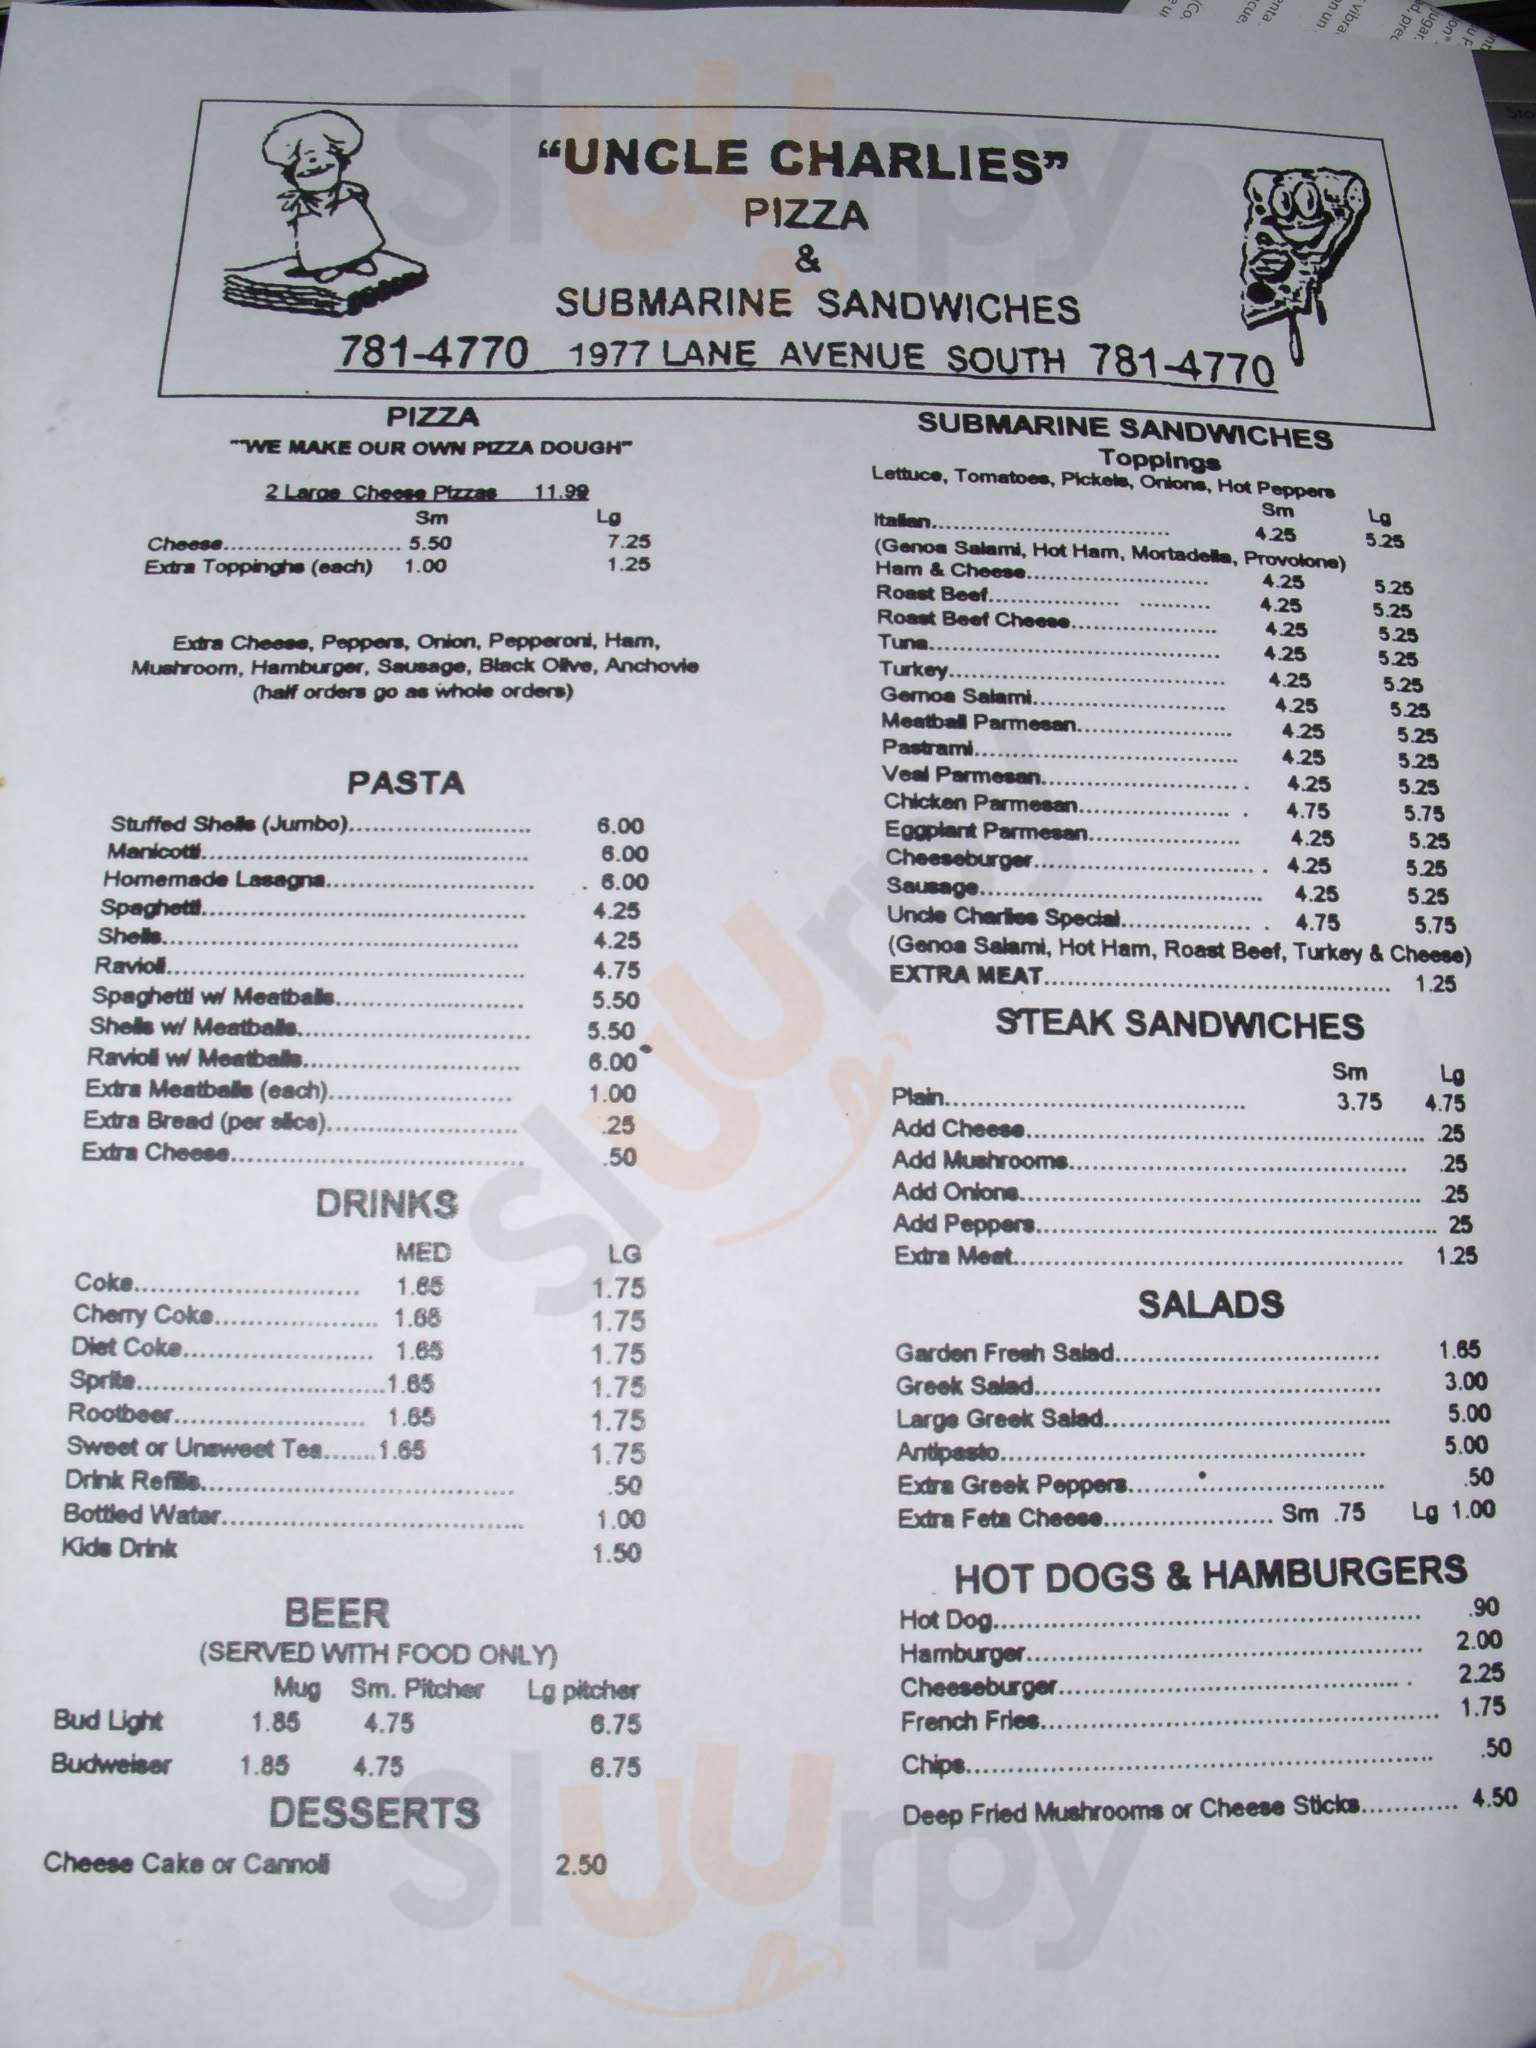 "UNCLE CHARLIES"
PIZZA
&
SUBMARINE SANDWICHES
781-4770 1977 LANE AVENUE SOUTH 781-4770
PIZZA
""WE MAKE OUR OWN PIZZA DOUGH"
2 Large Cheese Pizzas 11.99
Sm Lg
Cheese....................... 5.50 7.25
Extra Toppinghs (each) 1.00 1.25
Extra Cheese, Peppers, Onion, Pepperoni, Ham,
Mushroom, Hamburger, Sausage, Black Olive, Anchovie
(half orders go as whole orders)
PASTA
Stuffed Shells (Jumbo)....................... 6.00
Manicotti......................................... 6.00
Homemade Lasagna.......................... . 6.00
Spaghetti......................................... 4.25
Shells............................................. 4.25
Ravioli............................................. 4.75
Spaghetti w/ Meatballs....................... 5.50
Shells w/ Meatballs............................. 5.50
Ravioli w/ Meatballs........................... 6.00
Extra Meatballs (each)....................... 1.00
Extra Bread (per slice)........................ .25
Extra Cheese.................................... .50
DRINKS
MED LG
Coke........................... 1.65 1.75
Cherry Coke.................... 1.65 1.75
Diet Coke....................... 1.65 1.75
Sprite..............................1.65 1.75
Rootbeer....................... 1.65 1.75
Sweet or Unsweet Tea.......1.65 1.75
Drink Refills...................................... .50
Bottled Water..................................... 1.00
Kids Drink 1.50
BEER
(SERVED WITH FOOD ONLY)
Mug Sm. Pitcher Lg pitcher
Bud Light 1.85 4.75 6.75
Budweiser 1.85 4.75 6.75
DESSERTS
Cheese Cake or Cannoli 2.50
SUBMARINE SANDWICHES
Toppings
Lettuce, Tomatoes, Pickels, Onions, Hot Peppers
Sm Lg
Italian.............................. 4.25 5.25
(Genoa Salami, Hot Ham, Mortadella, Provolone)
Ham & Cheese....................... 4.25 5.25
Roast Beef................. ......... 4.25 5.25
Roast Beef Cheese................... 4.25 5.25
Tuna..................................... 4.25 5.25
Turkey................................... 4.25 5.25
Gemoa Salami........................ 4.25 5.25
Meatball Parmesan................... 4.25 5.25
Pastrami................................. 4.25 5.25
Veal Parmesan......................... . 4.25 5.25
Chicken Parmesan................... . 4.75 5.75
Eggplant Parmesan................... 4.25 5.25
Cheeseburger........................... . 4.25 5.25
Sausage................................... 4.25 5.25
Uncle Charlies Special................ . 4.75 5.75
(Genoa Salami, Hot Ham, Roast Beef, Turkey & Cheese)
EXTRA MEAT............................................ 1.25
STEAK SANDWICHES
Sm Lg
Plain...................................... 3.75 4.75
Add Cheese.................................................. .25
Add Mushrooms........................................... .25
Add Onions.................................................. .25
Add Peppers.................................................. 25
Extra Meat.................................................. 1.25
SALADS
Garden Fresh Salad................................. 1.65
Greek Salad........................................... 3.00
Large Greek Salad.................................... 5.00
Antipasto.............................................. 5.00
Extra Greek Peppers................................. .50
Extra Feta Cheese...................... Sm .75 Lg 1.00
HOT DOGS & HAMBURGERS
Hot Dog..................................................... .90
Hamburger................................................. 2.00
Cheeseburger........................................... . 2.25
French Fries................................................ 1.75
Chips......................................................... .50
Deep Fried Mushrooms or Cheese Sticks............ 4.50
Sluurpy
Sluurpy
Sluurpy